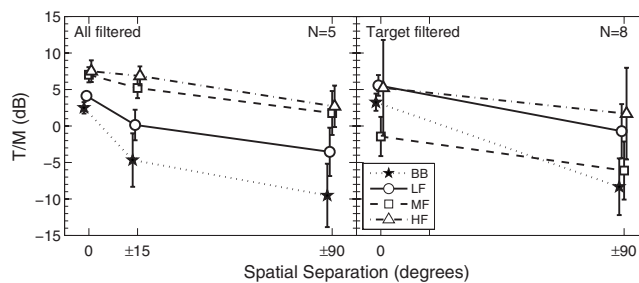 All filtered N=5
Target filtered N=8
T/M (dB)
15
10
5
0
−5
−10
−15
BB
LF
MF
HF
0 ±15 ±90
0 ±90
Spatial Separation (degrees)